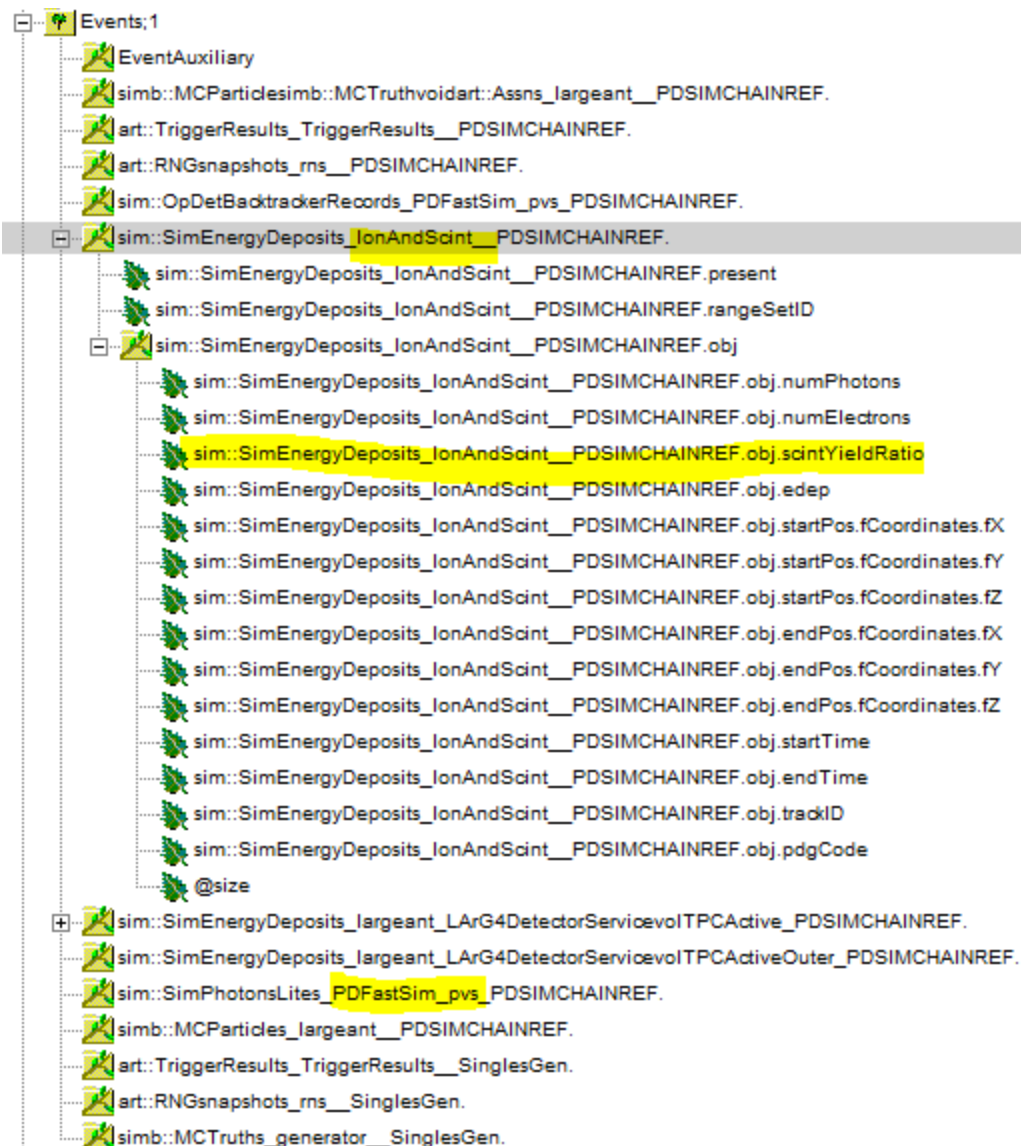 Events;1
EventAuxiliary
simb::MCParticlesimb::MCTruthvoidart::Assns_largeant__PDSIMCHAINREF.
art::TriggerResults_TriggerResults__PDSIMCHAINREF.
art::RNGsnapshots_rns__PDSIMCHAINREF.
sim::OpDetBacktrackerRecords_PDFastSim_pvs_PDSIMCHAINREF.
sim::SimEnergyDeposits_IonAndScint__PDSIMCHAINREF.
sim::SimEnergyDeposits_IonAndScint__PDSIMCHAINREF.present
sim::SimEnergyDeposits_IonAndScint__PDSIMCHAINREF.rangeSetID
sim::SimEnergyDeposits_IonAndScint__PDSIMCHAINREF.obj
sim::SimEnergyDeposits_IonAndScint__PDSIMCHAINREF.obj.numPhotons
sim::SimEnergyDeposits_IonAndScint__PDSIMCHAINREF.obj.numElectrons
sim::SimEnergyDeposits_IonAndScint__PDSIMCHAINREF.obj.scintYieldRatio
sim::SimEnergyDeposits_IonAndScint__PDSIMCHAINREF.obj.edep
sim::SimEnergyDeposits_IonAndScint__PDSIMCHAINREF.obj.startPos.fCoordinates.fX
sim::SimEnergyDeposits_IonAndScint__PDSIMCHAINREF.obj.startPos.fCoordinates.fY
sim::SimEnergyDeposits_IonAndScint__PDSIMCHAINREF.obj.startPos.fCoordinates.fZ
sim::SimEnergyDeposits_IonAndScint__PDSIMCHAINREF.obj.endPos.fCoordinates.fX
sim::SimEnergyDeposits_IonAndScint__PDSIMCHAINREF.obj.endPos.fCoordinates.fY
sim::SimEnergyDeposits_IonAndScint__PDSIMCHAINREF.obj.endPos.fCoordinates.fZ
sim::SimEnergyDeposits_IonAndScint__PDSIMCHAINREF.obj.startTime
sim::SimEnergyDeposits_IonAndScint__PDSIMCHAINREF.obj.endTime
sim::SimEnergyDeposits_IonAndScint__PDSIMCHAINREF.obj.trackID
sim::SimEnergyDeposits_IonAndScint__PDSIMCHAINREF.obj.pdgCode
@size
sim::SimEnergyDeposits_largeant_LArG4DetectorServicevolTPCActive_PDSIMCHAINREF.
sim::SimEnergyDeposits_largeant_LArG4DetectorServicevolTPCActiveOuter_PDSIMCHAINREF.
sim::SimPhotonsLites_PDFastSim_pvs_PDSIMCHAINREF.
simb::MCParticles_largeant__PDSIMCHAINREF.
art::TriggerResults_TriggerResults__SinglesGen.
art::RNGsnapshots_rns__SinglesGen.
simb::MCTruths_generator__SinglesGen.